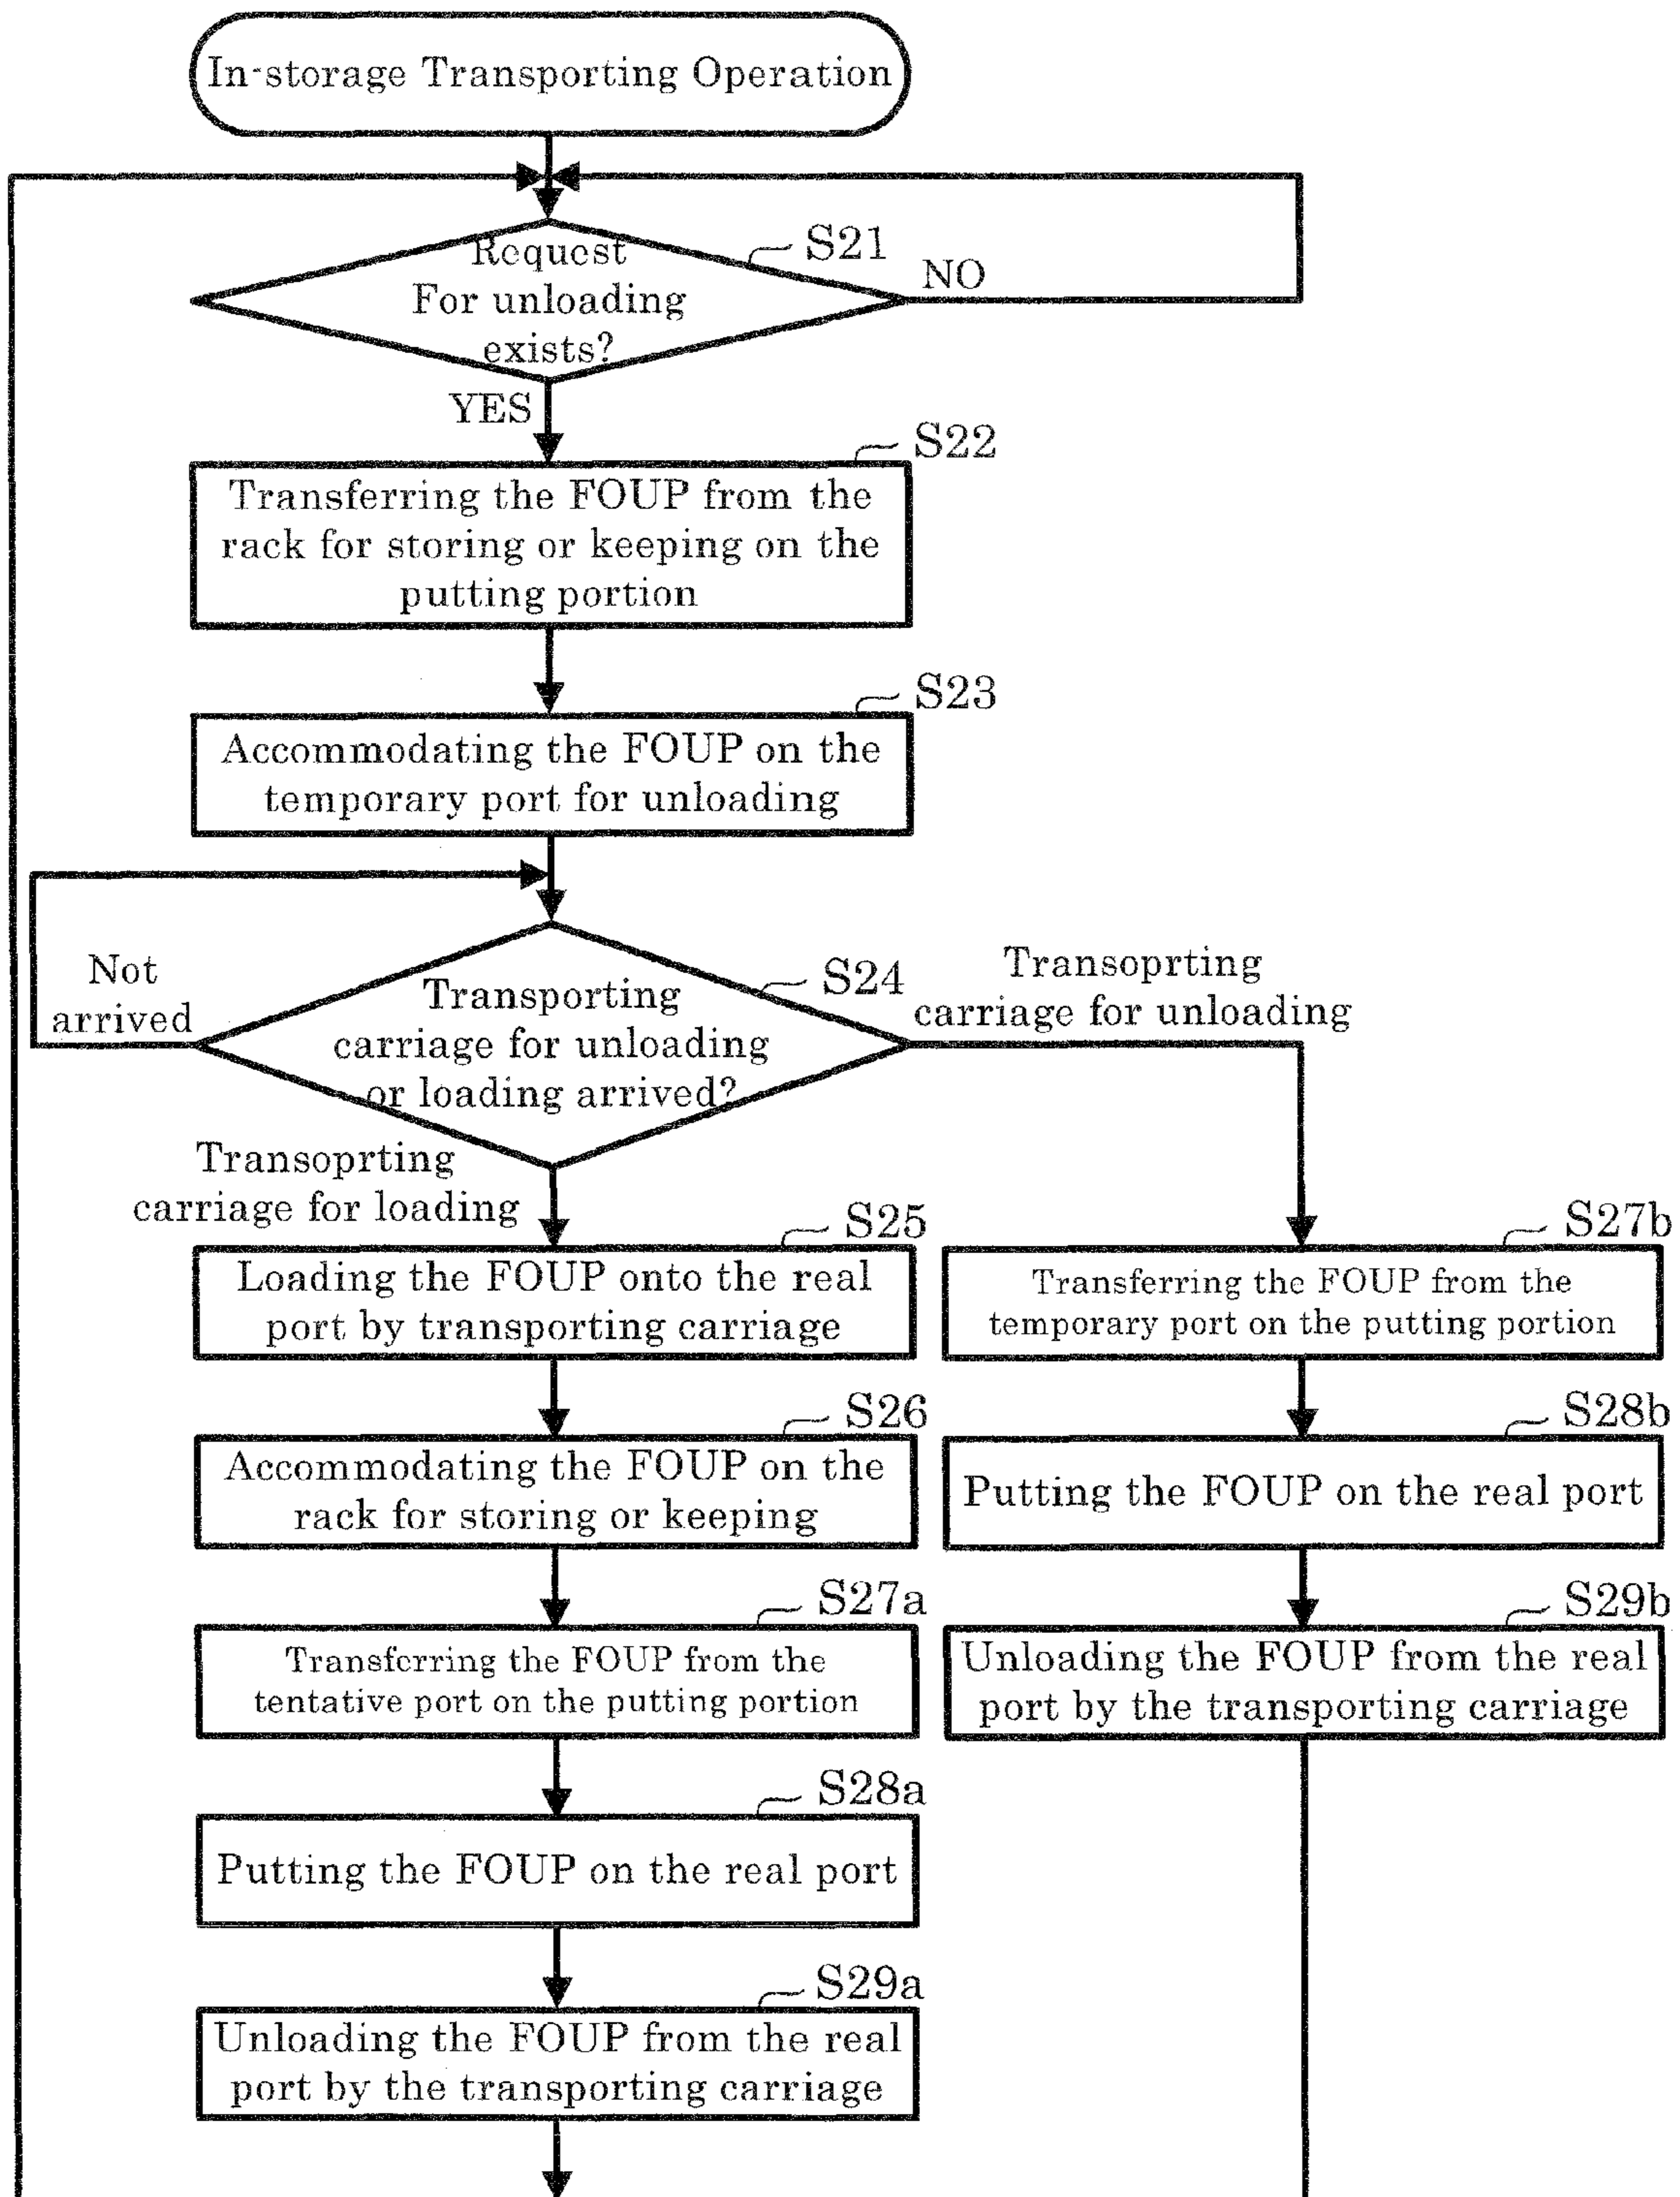 In-storage Transporting Operation
S21
Request
For unloading
exists?
NO
YES
S22
Transferring the FOUP from the
rack for storing or keeping on the
putting portion
S23
Accommodating the FOUP on the
temporary port for unloading
Not
arrived
S24
Transporting
carriage for unloading
or loading arrived?
Transoprting
carriage for unloading
Transoprting
carriage for loading
S25
Loading the FOUP onto the real
port by transporting carriage
S27b
Transferring the FOUP from the
temporary port on the putting portion
S26
Accommodating the FOUP on the
rack for storing or keeping
S28b
Putting the FOUP on the real port
S27a
Transferring the FOUP from the
tentative port on the putting portion
S29b
Unloading the FOUP from the real
port by the transporting carriage
S28a
Putting the FOUP on the real port
S29a
Unloading the FOUP from the real
port by the transporting carriage